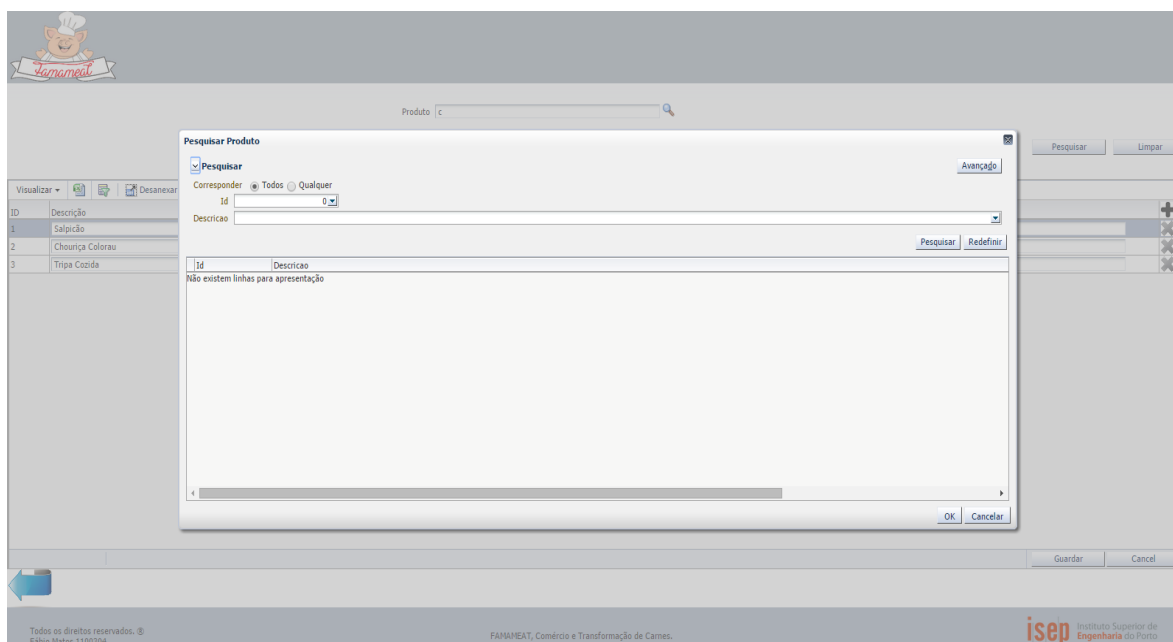 Famameat
Produto c
Pesquisar Produto
Pesquisar Limpar
Pesquisar Avançado
Corresponder Todos Qualquer
Visualizar Desanexar
Id 0
ID Descrição
Descricao
1 Salpicão
Pesquisar Redefinir
2 Chouriça Colorau
3 Tripa Cozida
Id Descricao
Não existem linhas para apresentação
OK Cancelar
Guardar Cancel
Todos os direitos reservados. ®
FAMAMEAT, Comércio e Transformação de Carnes.
isep Instituto Superior de
Engenharia do Porto